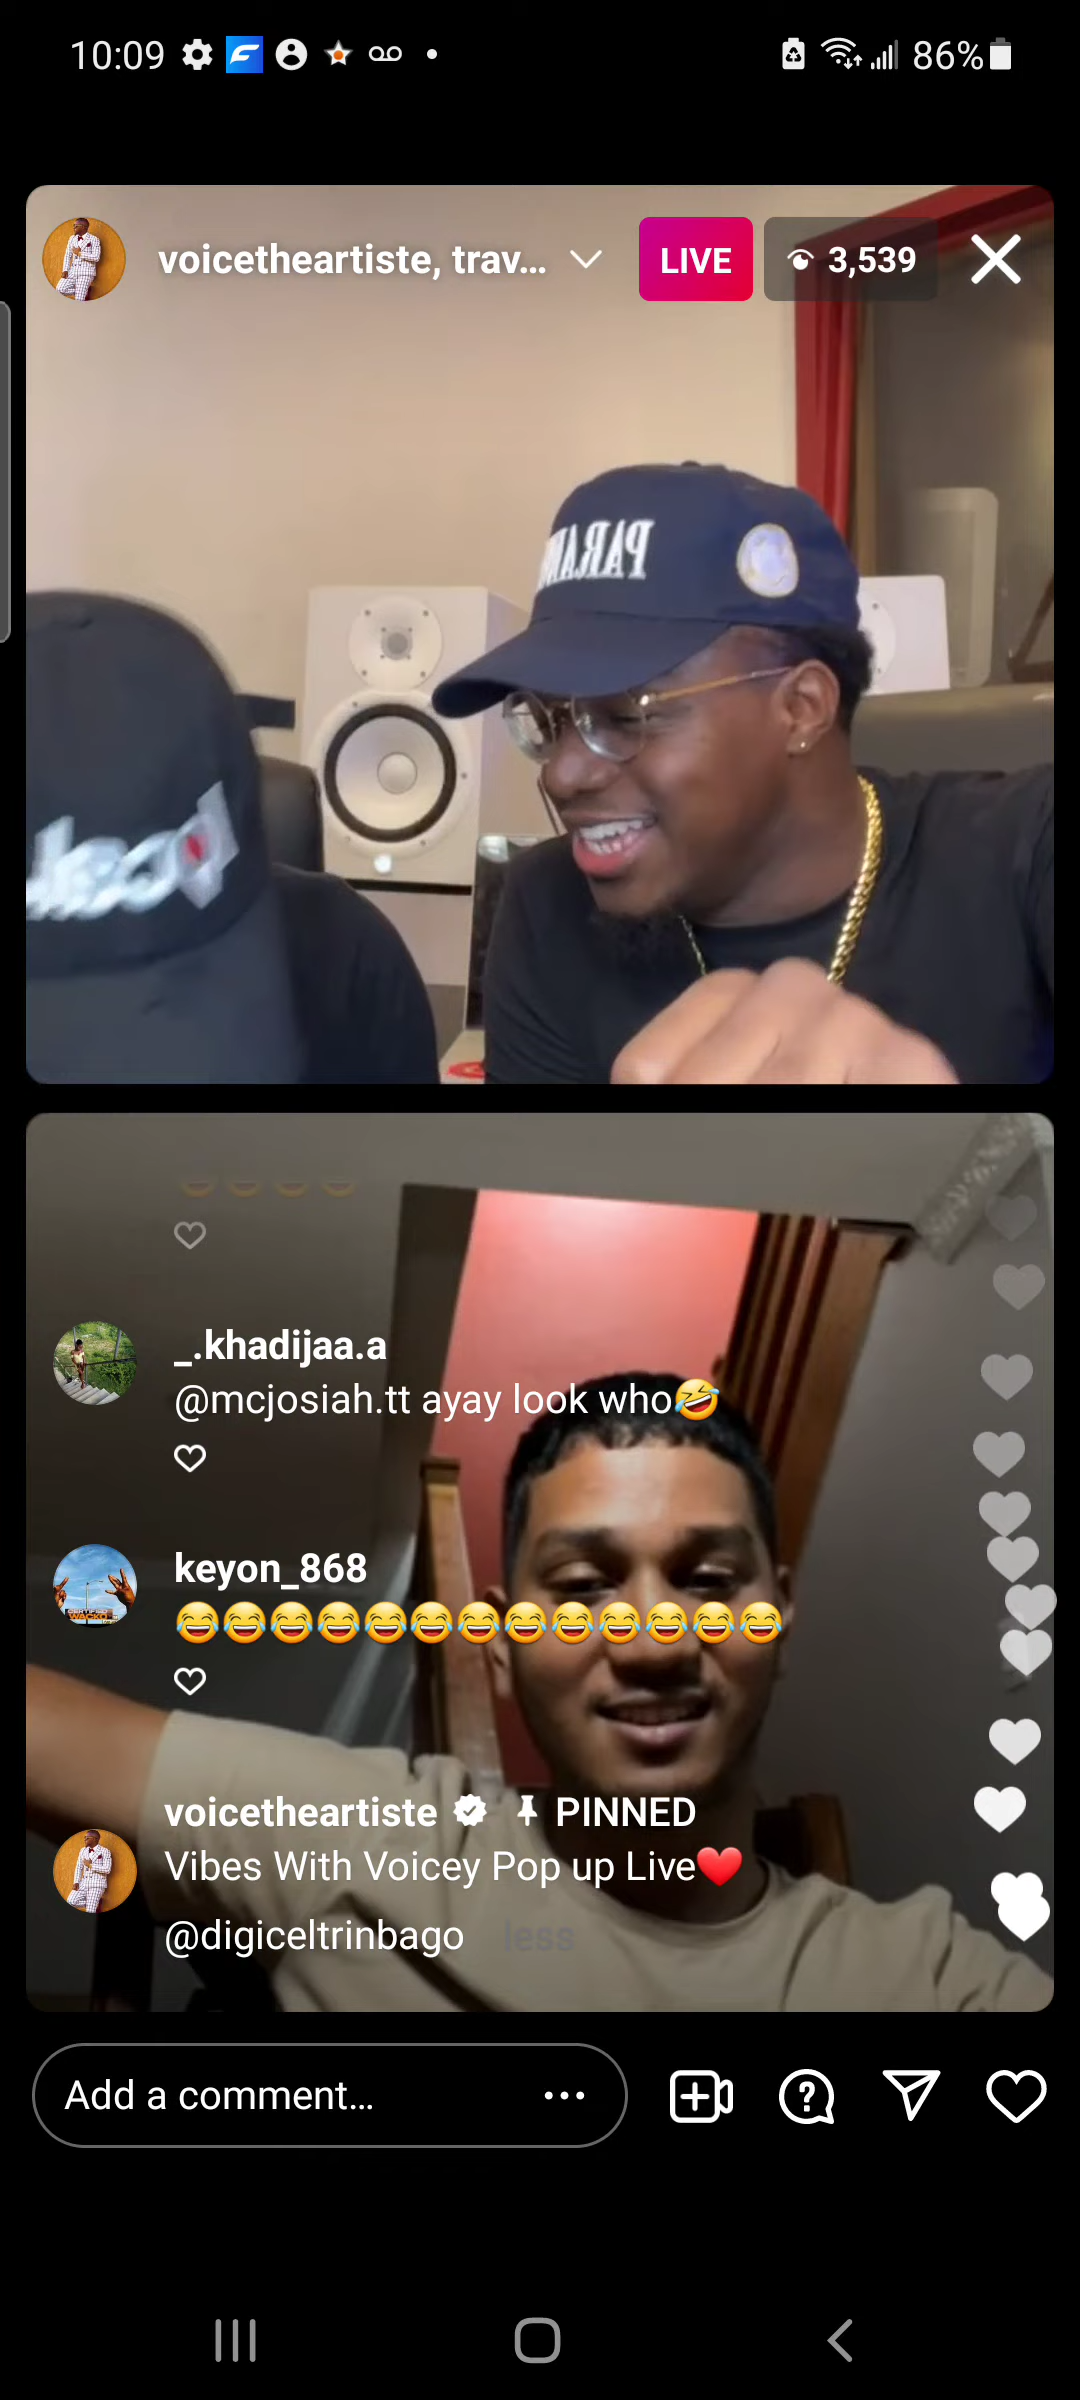 10:09
86%
voicetheartiste, trav...
LIVE
3,539
PARAN
_.khadijaa.a
@mcjosiah.tt ayay look who🤣
keyon_868
😂😂😂😂😂😂😂😂😂😂😂😂😂
voicetheartiste PINNED
Vibes With Voicey Pop up Live❤️
@digiceltrinbago less
Add a comment...